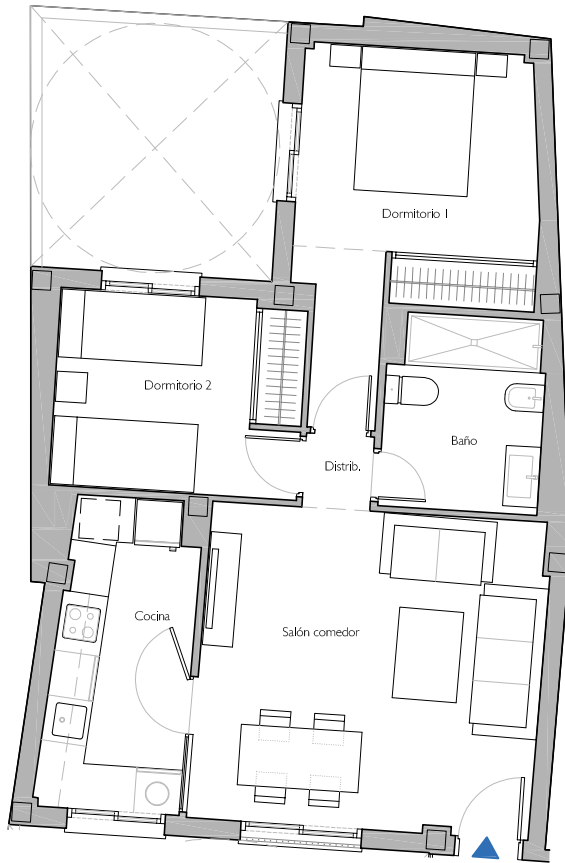 Dormitorio 1
Dormitorio 2
Baño
Distrib.
Cocina
Salón comedor